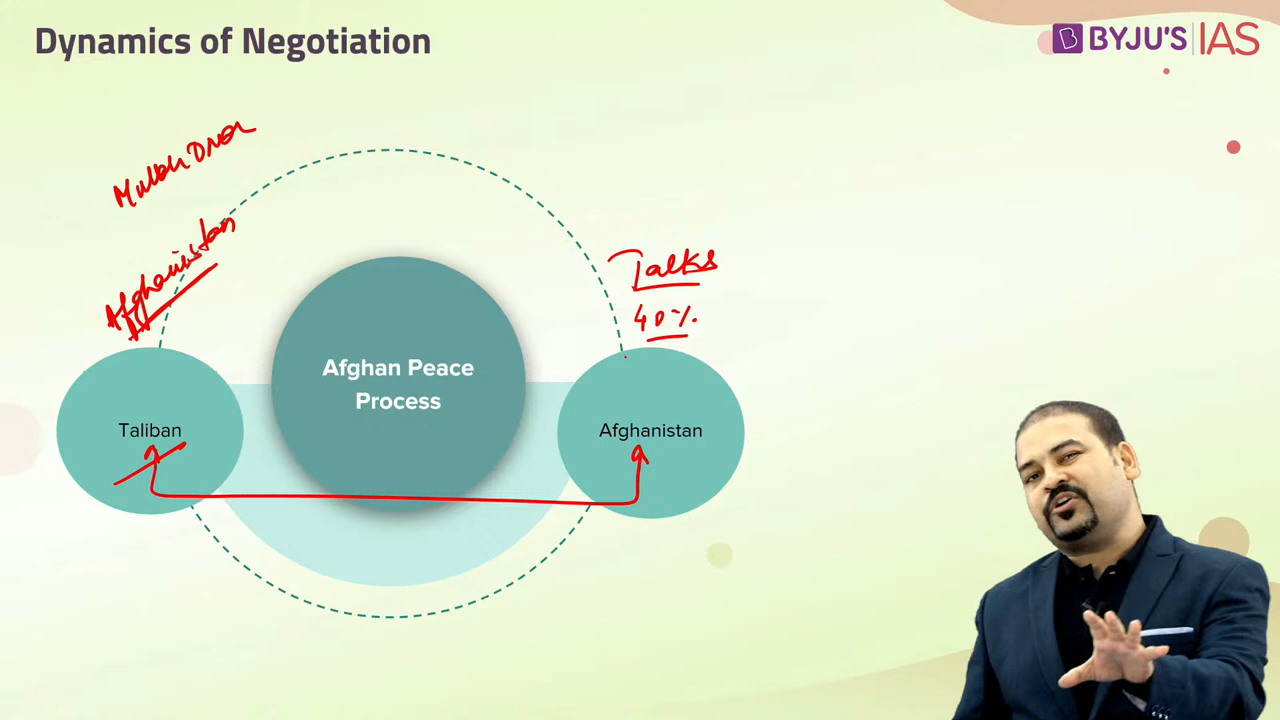 Dynamics of Negotiation
BYJU'S IAS
Mullah Omar
Afghanistan
Talks
40%
Afghan Peace
Process
Taliban
Afghanistan